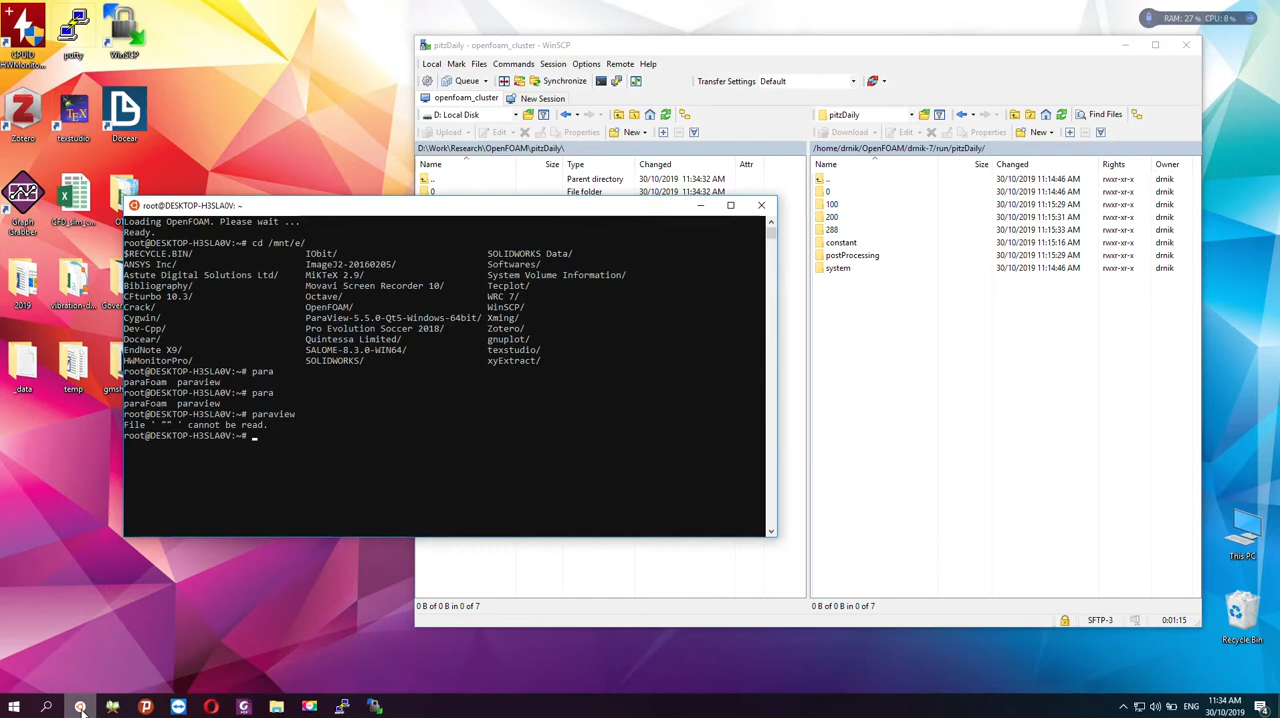 RAM: 27% CPU: 8%
CPUID
HWMonito...
putty
WinSCP
Zotero
texstudio
Docear
Graph
Grabber
CFD_sim_c...
2019
vibration-d...
_data
temp
This PC
Recycle Bin
pitzDaily - openfoam_cluster - WinSCP
Local Mark Files Commands Session Options Remote Help
Queue Synchronize Transfer Settings Default
openfoam_cluster New Session
D: Local Disk pitzDaily Find Files
Upload Edit Properties New Download Edit Properties New
D:\Work\Research\OpenFOAM\pitzDaily\ /home/drnik/OpenFOAM/drnik-7/run/pitzDaily/
Name Size Type Changed Attr Name Size Changed Rights Owner
.. Parent directory 30/10/2019 11:34:32 AM .. 30/10/2019 11:14:46 AM rwxr-xr-x drnik
0 File folder 30/10/2019 11:34:32 AM 0 30/10/2019 11:14:46 AM rwxr-xr-x drnik
100 30/10/2019 11:15:29 AM rwxr-xr-x drnik
200 30/10/2019 11:15:31 AM rwxr-xr-x drnik
288 30/10/2019 11:15:33 AM rwxr-xr-x drnik
constant 30/10/2019 11:15:16 AM rwxr-xr-x drnik
postProcessing 30/10/2019 11:15:29 AM rwxr-xr-x drnik
system 30/10/2019 11:14:46 AM rwxr-xr-x drnik
root@DESKTOP-H3SLA0V: ~
Loading OpenFOAM. Please wait ...
Ready.
root@DESKTOP-H3SLA0V:~# cd /mnt/e/
$RECYCLE.BIN/ IObit/ SOLIDWORKS Data/
ANSYS Inc/ ImageJ2-20160205/ Softwares/
Astute Digital Solutions Ltd/ MiKTeX 2.9/ System Volume Information/
Bibliography/ Movavi Screen Recorder 10/ Tecplot/
CFturbo 10.3/ Octave/ WRC 7/
Crack/ OpenFOAM/ WinSCP/
Cygwin/ ParaView-5.5.0-Qt5-Windows-64bit/ Xming/
Dev-Cpp/ Pro Evolution Soccer 2018/ Zotero/
Docear/ Quintessa Limited/ gnuplot/
EndNote X9/ SALOME-8.3.0-WIN64/ texstudio/
HWMonitorPro/ SOLIDWORKS/ xyExtract/
root@DESKTOP-H3SLA0V:~# para
paraFoam paraview
root@DESKTOP-H3SLA0V:~# para
paraFoam paraview
root@DESKTOP-H3SLA0V:~# paraview
File ' "" ' cannot be read.
root@DESKTOP-H3SLA0V:~#
0 B of 0 B in 0 of 7 0 B of 0 B in 0 of 7
SFTP-3 0:01:15
11:34 AM
30/10/2019
4